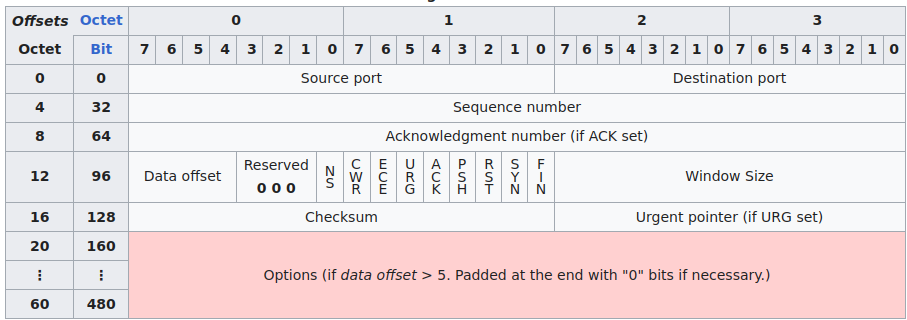 Offsets Octet 0 1 2 3
Octet Bit 7 6 5 4 3 2 1 0 7 6 5 4 3 2 1 0 7 6 5 4 3 2 1 0 7 6 5 4 3 2 1 0
0 0 Source port Destination port
4 32 Sequence number
8 64 Acknowledgment number (if ACK set)
12 96 Data offset Reserved 0 0 0 NS CWR ECE URG ACK PSH RST SYN FIN Window Size
16 128 Checksum Urgent pointer (if URG set)
20 160
⋮ ⋮ Options (if data offset > 5. Padded at the end with "0" bits if necessary.)
60 480